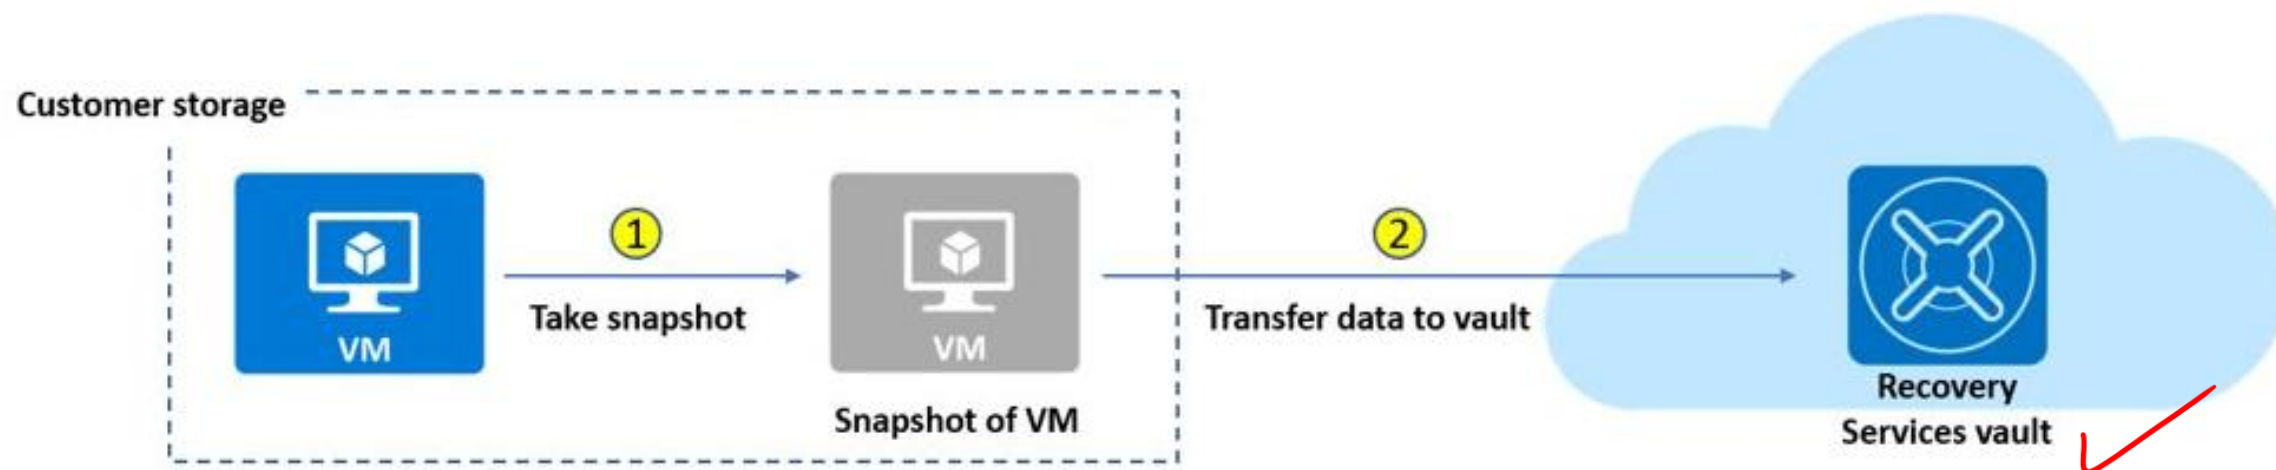 Customer storage
VM
1
Take snapshot
VM
Snapshot of VM
2
Transfer data to vault
Recovery
Services vault